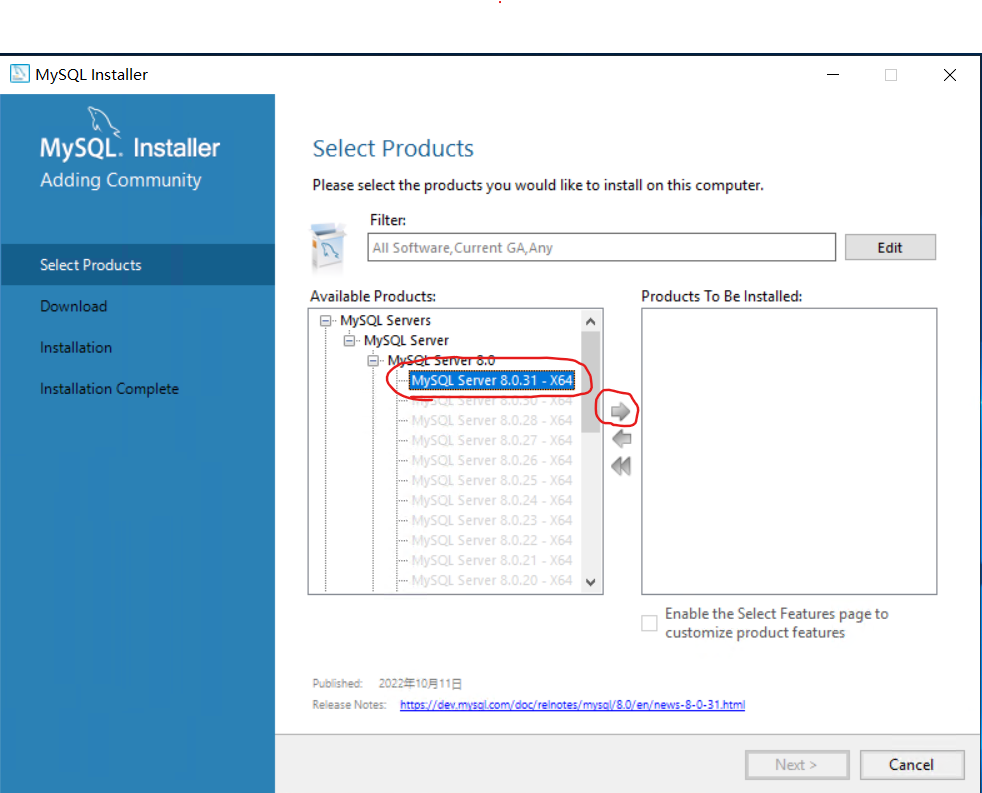 MySQL Installer
MySQL. Installer
Adding Community
Select Products
Download
Installation
Installation Complete
Select Products
Please select the products you would like to install on this computer.
Filter:
All Software,Current GA,Any
Edit
Available Products:
MySQL Servers
MySQL Server
MySQL Server 8.0
MySQL Server 8.0.31 - X64
MySQL Server 8.0.30 - X64
MySQL Server 8.0.28 - X64
MySQL Server 8.0.27 - X64
MySQL Server 8.0.26 - X64
MySQL Server 8.0.25 - X64
MySQL Server 8.0.24 - X64
MySQL Server 8.0.23 - X64
MySQL Server 8.0.22 - X64
MySQL Server 8.0.21 - X64
MySQL Server 8.0.20 - X64
Products To Be Installed:
Enable the Select Features page to
customize product features
Published: 2022年10月11日
Release Notes: https://dev.mysql.com/doc/relnotes/mysql/8.0/en/news-8-0-31.html
Next >
Cancel